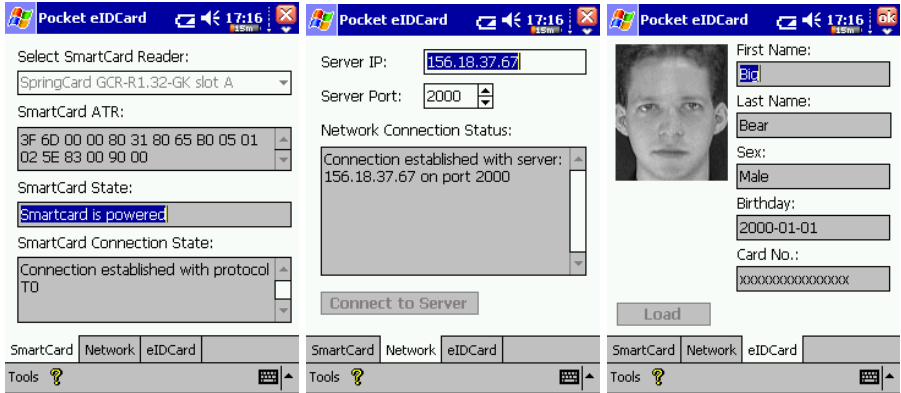 Pocket eIDCard 17:16
15m
Select SmartCard Reader:
SpringCard GCR-R1.32-GK slot A
SmartCard ATR:
3F 6D 00 00 80 31 80 65 B0 05 01
02 5E 83 00 90 00
SmartCard State:
Smartcard is powered
SmartCard Connection State:
Connection established with protocol
T0
SmartCard Network eIDCard
Tools ?
Pocket eIDCard 17:16
15m
Server IP: 156.18.37.67
Server Port: 2000
Network Connection Status:
Connection established with server:
156.18.37.67 on port 2000
Connect to Server
SmartCard Network eIDCard
Tools ?
Pocket eIDCard 17:16 ok
15m
First Name:
Big
Last Name:
Bear
Sex:
Male
Birthday:
2000-01-01
Card No.:
xxxxxxxxxxxxxxx
Load
SmartCard Network eIDCard
Tools ?